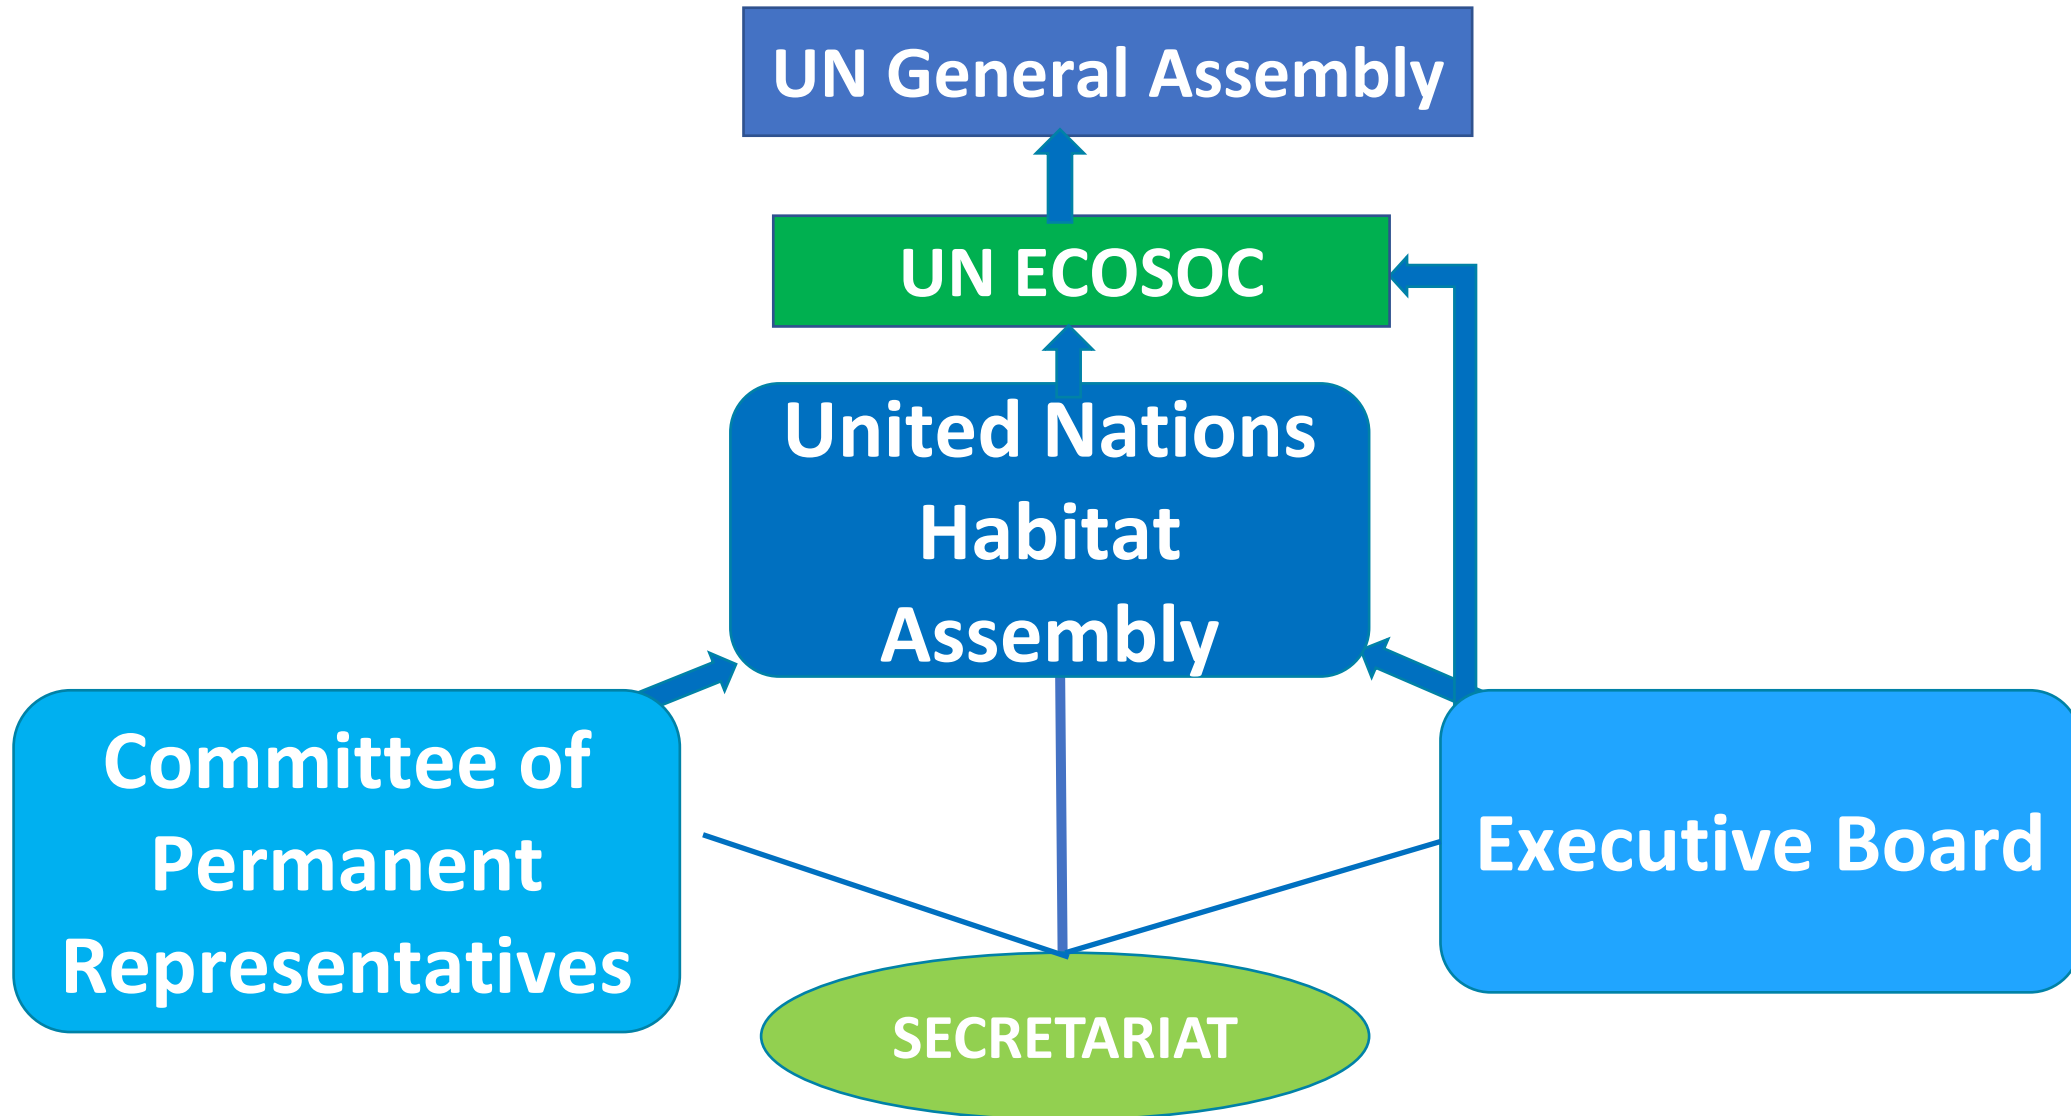 UN General Assembly
UN ECOSOC
United Nations
Habitat
Assembly
Committee of
Permanent
Representatives
Executive Board
SECRETARIAT